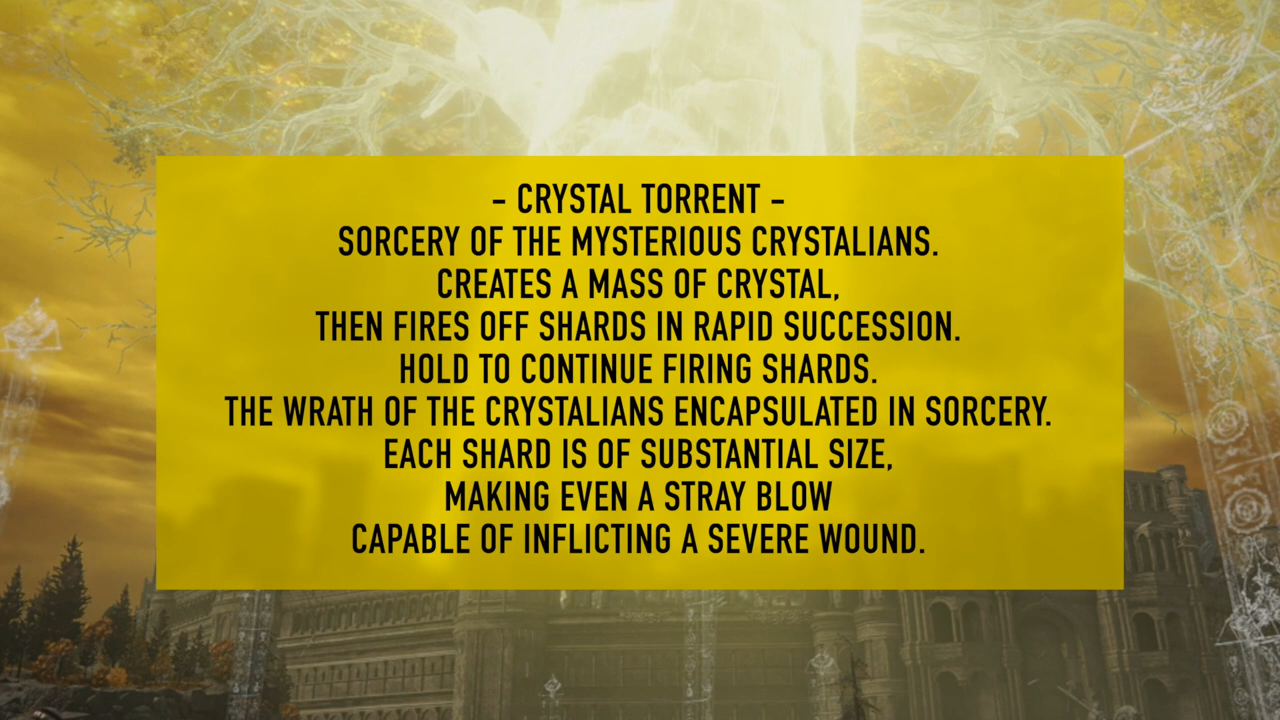 - CRYSTAL TORRENT -
SORCERY OF THE MYSTERIOUS CRYSTALIANS.
CREATES A MASS OF CRYSTAL,
THEN FIRES OFF SHARDS IN RAPID SUCCESSION.
HOLD TO CONTINUE FIRING SHARDS.
THE WRATH OF THE CRYSTALIANS ENCAPSULATED IN SORCERY.
EACH SHARD IS OF SUBSTANTIAL SIZE,
MAKING EVEN A STRAY BLOW
CAPABLE OF INFLICTING A SEVERE WOUND.